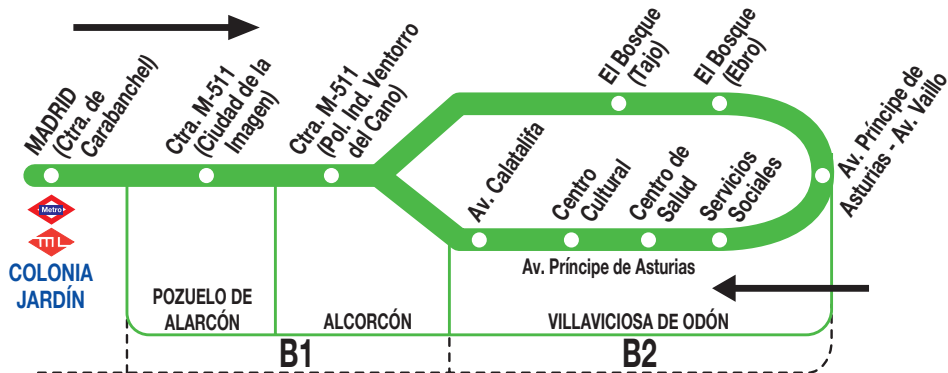 MADRID
(Ctra. de
Carabanchel)
Ctra. M-511
(Ciudad de la
Imagen)
Ctra. M-511
(Pol. Ind. Ventorro
del Cano)
El Bosque
(Tajo)
El Bosque
(Ebro)
Av. Príncipe de
Asturias - Av. Vaillo
Av. Calatalifa
Centro
Cultural
Centro de
Salud
Servicios
Sociales
Av. Príncipe de Asturias
Metro
ML
COLONIA
JARDÍN
POZUELO DE
ALARCÓN
ALCORCÓN
VILLAVICIOSA DE ODÓN
B1
B2